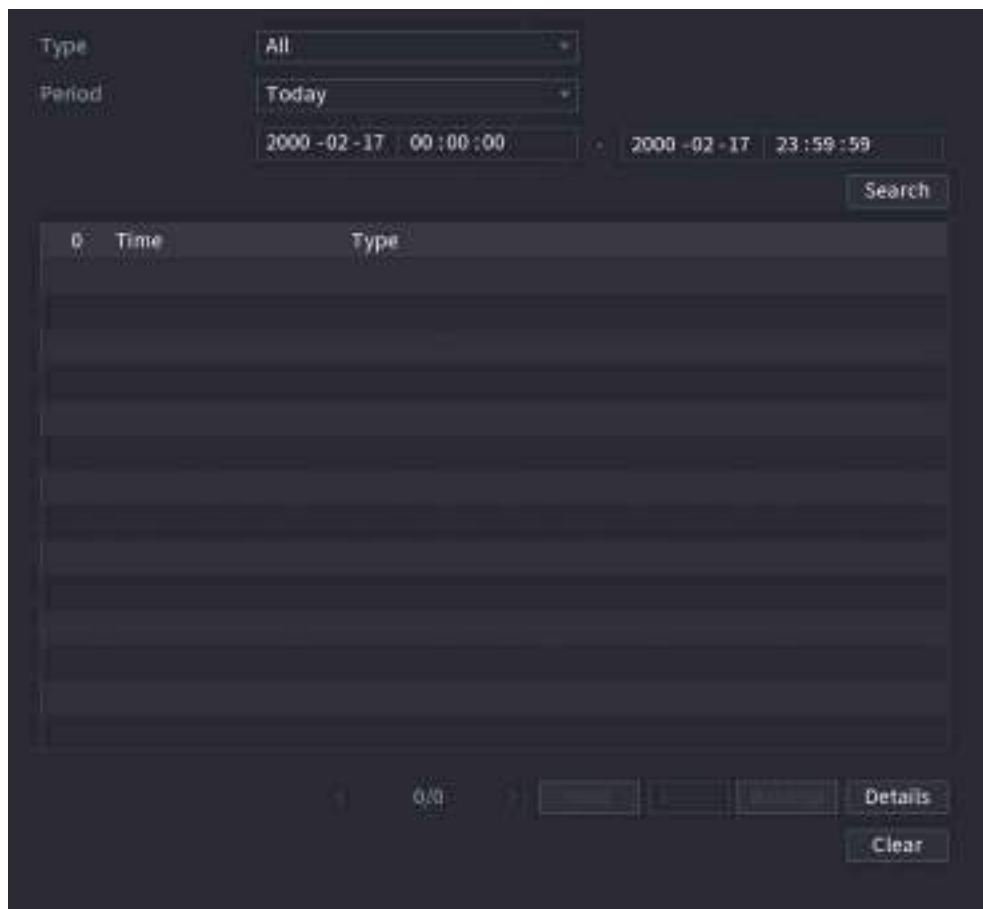 Type All
Period Today
2000 -02 -17 00 :00 :00 - 2000 -02 -17 23 :59 :59
Search
0 Time Type
0/0 Details
Clear